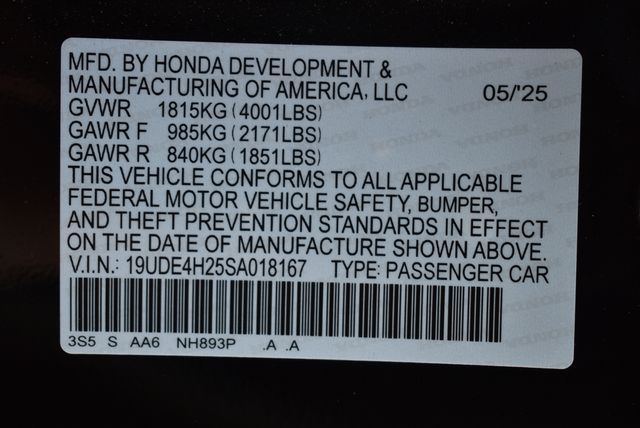 MFD. BY HONDA DEVELOPMENT &
MANUFACTURING OF AMERICA, LLC 05/'25
GVWR 1815KG (4001LBS)
GAWR F 985KG (2171LBS)
GAWR R 840KG (1851LBS)
THIS VEHICLE CONFORMS TO ALL APPLICABLE
FEDERAL MOTOR VEHICLE SAFETY, BUMPER,
AND THEFT PREVENTION STANDARDS IN EFFECT
ON THE DATE OF MANUFACTURE SHOWN ABOVE.
V.I.N.: 19UDE4H25SA018167 TYPE: PASSENGER CAR
3S5 S AA6 NH893P .A .A